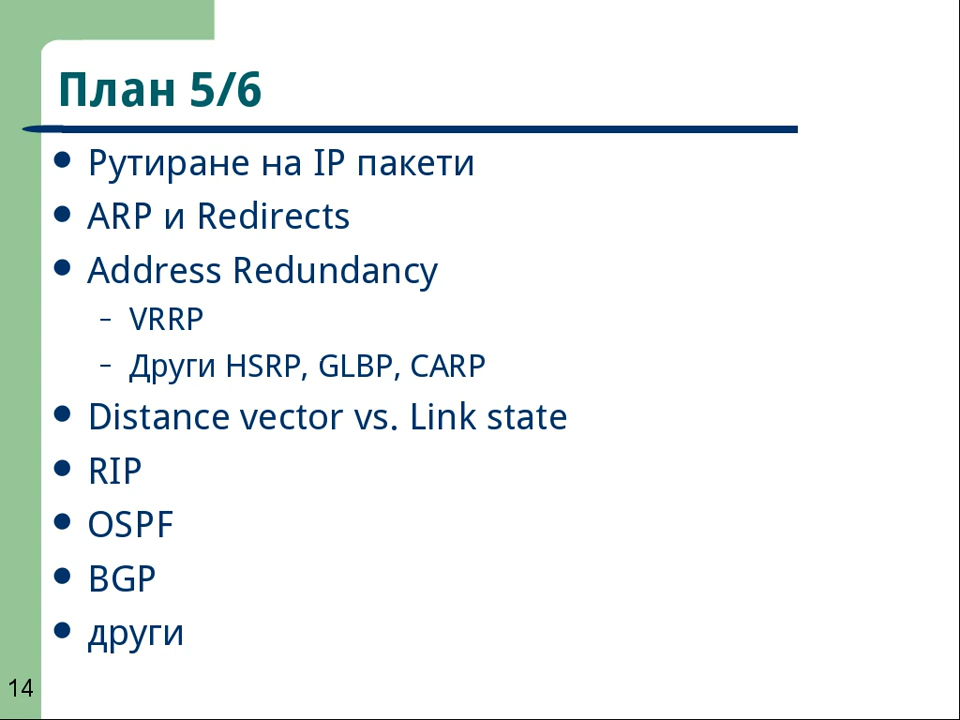 План 5/6
Рутиране на IP пакети
ARP и Redirects
Address Redundancy
– VRRP
– Други HSRP, GLBP, CARP
Distance vector vs. Link state
RIP
OSPF
BGP
други
14